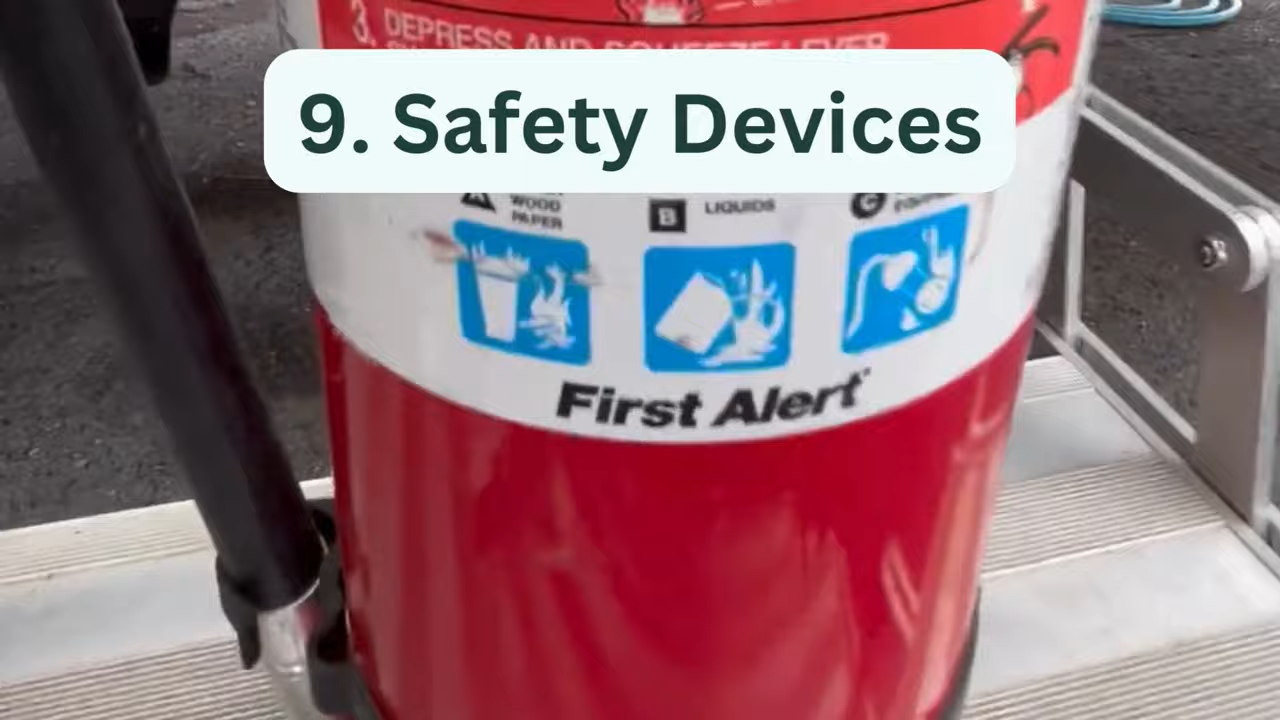 3. DEPRESS AND SQUEEZE LEVER
9. Safety Devices
WOOD
PAPER
B LIQUIDS
C
First Alert